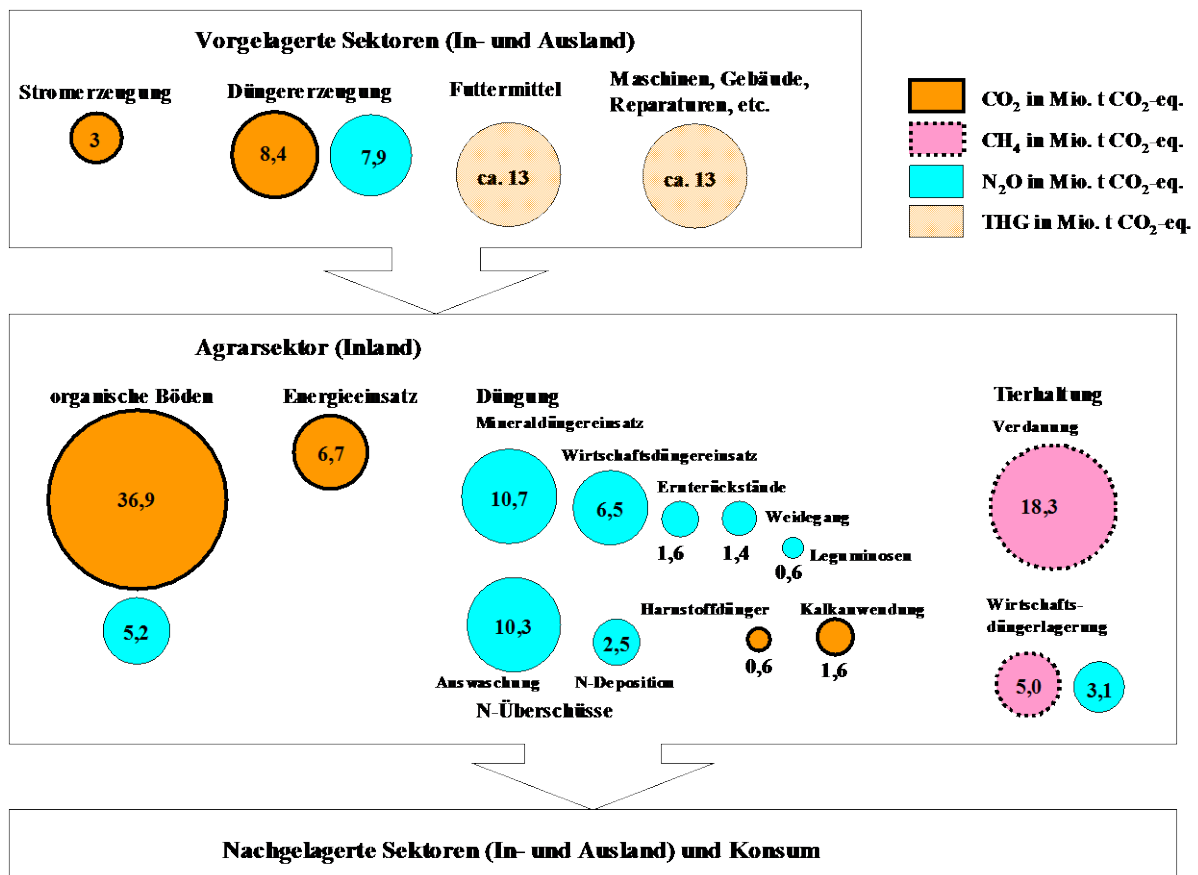 Vorgelagerte Sektoren (In- und Ausland)
Stromerzeugung
3
Düngererzeugung
8,4
7,9
Futtermittel
ca. 13
Maschinen, Gebäude,
Reparaturen, etc.
ca. 13
CO₂ in Mio. t CO₂-eq.
CH₄ in Mio. t CO₂-eq.
N₂O in Mio. t CO₂-eq.
THG in Mio. t CO₂-eq.
Agrarsektor (Inland)
organische Böden
36,9
5,2
Energieeinsatz
6,7
Düngung
Mineraldüngereinsatz
10,7
Wirtschaftsdüngereinsatz
6,5
Ernterückstände
1,6
1,4
Weidegang
0,6
Leguminosen
10,3
Auswaschung
2,5
N-Deposition
N-Überschüsse
Harnstoffdünger
0,6
Kalkanwendung
1,6
Tierhaltung
Verdauung
18,3
Wirtschafts-
düngerlagerung
5,0
3,1
Nachgelagerte Sektoren (In- und Ausland) und Konsum